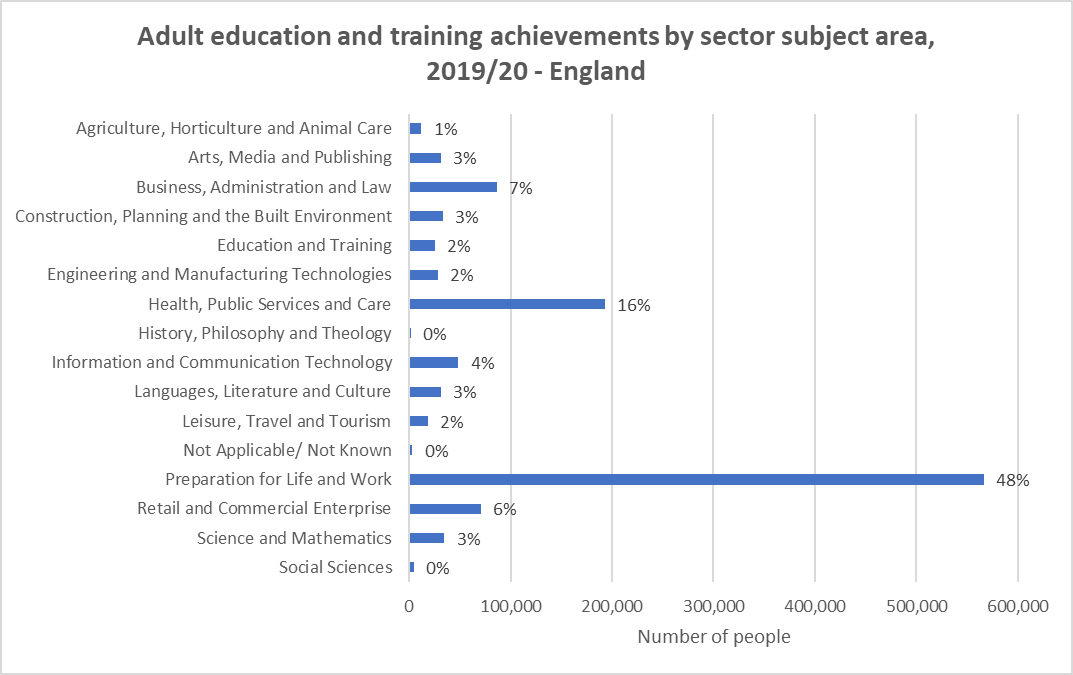 Adult education and training achievements by sector subject area,
2019/20 - England
Agriculture, Horticulture and Animal Care 1%
Arts, Media and Publishing 3%
Business, Administration and Law 7%
Construction, Planning and the Built Environment 3%
Education and Training 2%
Engineering and Manufacturing Technologies 2%
Health, Public Services and Care 16%
History, Philosophy and Theology 0%
Information and Communication Technology 4%
Languages, Literature and Culture 3%
Leisure, Travel and Tourism 2%
Not Applicable/ Not Known 0%
Preparation for Life and Work 48%
Retail and Commercial Enterprise 6%
Science and Mathematics 3%
Social Sciences 0%
0 100,000 200,000 300,000 400,000 500,000 600,000
Number of people